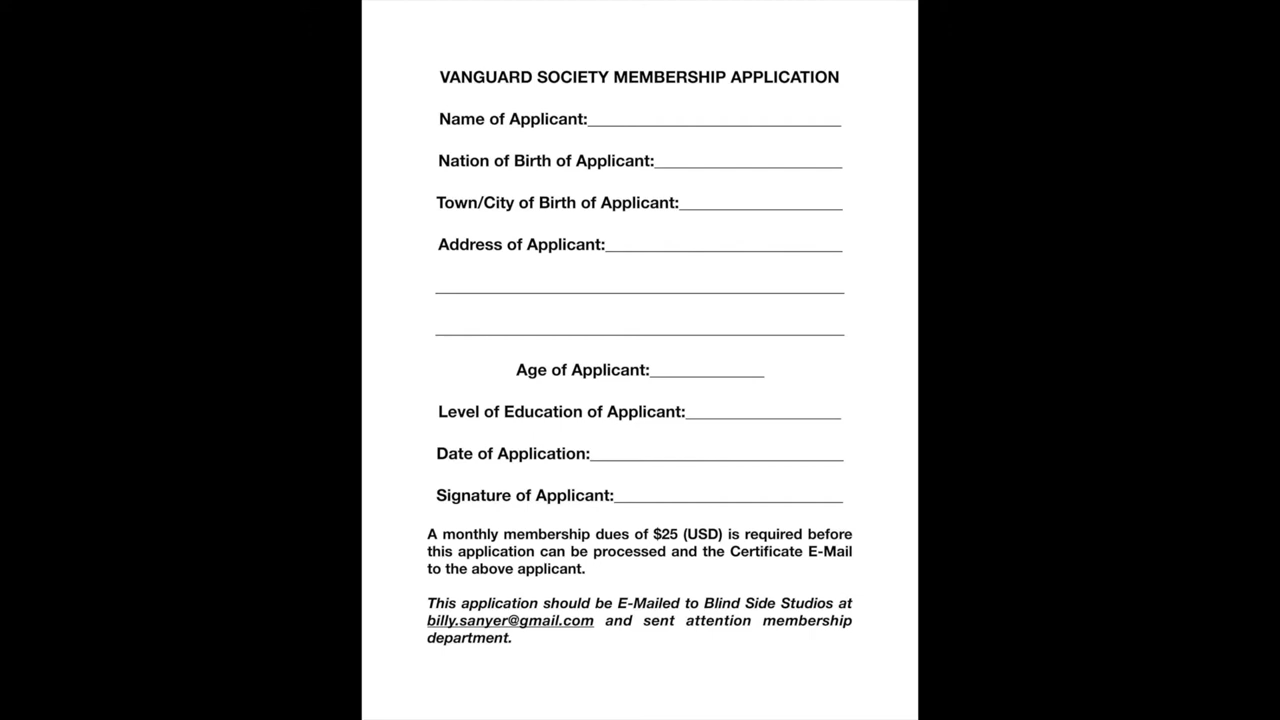 VANGUARD SOCIETY MEMBERSHIP APPLICATION
Name of Applicant:
Nation of Birth of Applicant:
Town/City of Birth of Applicant:
Address of Applicant:
Age of Applicant:
Level of Education of Applicant:
Date of Application:
Signature of Applicant:
A monthly membership dues of $25 (USD) is required before
this application can be processed and the Certificate E-Mail
to the above applicant.
This application should be E-Mailed to Blind Side Studios at
billy.sanyer@gmail.com and sent attention membership
department.